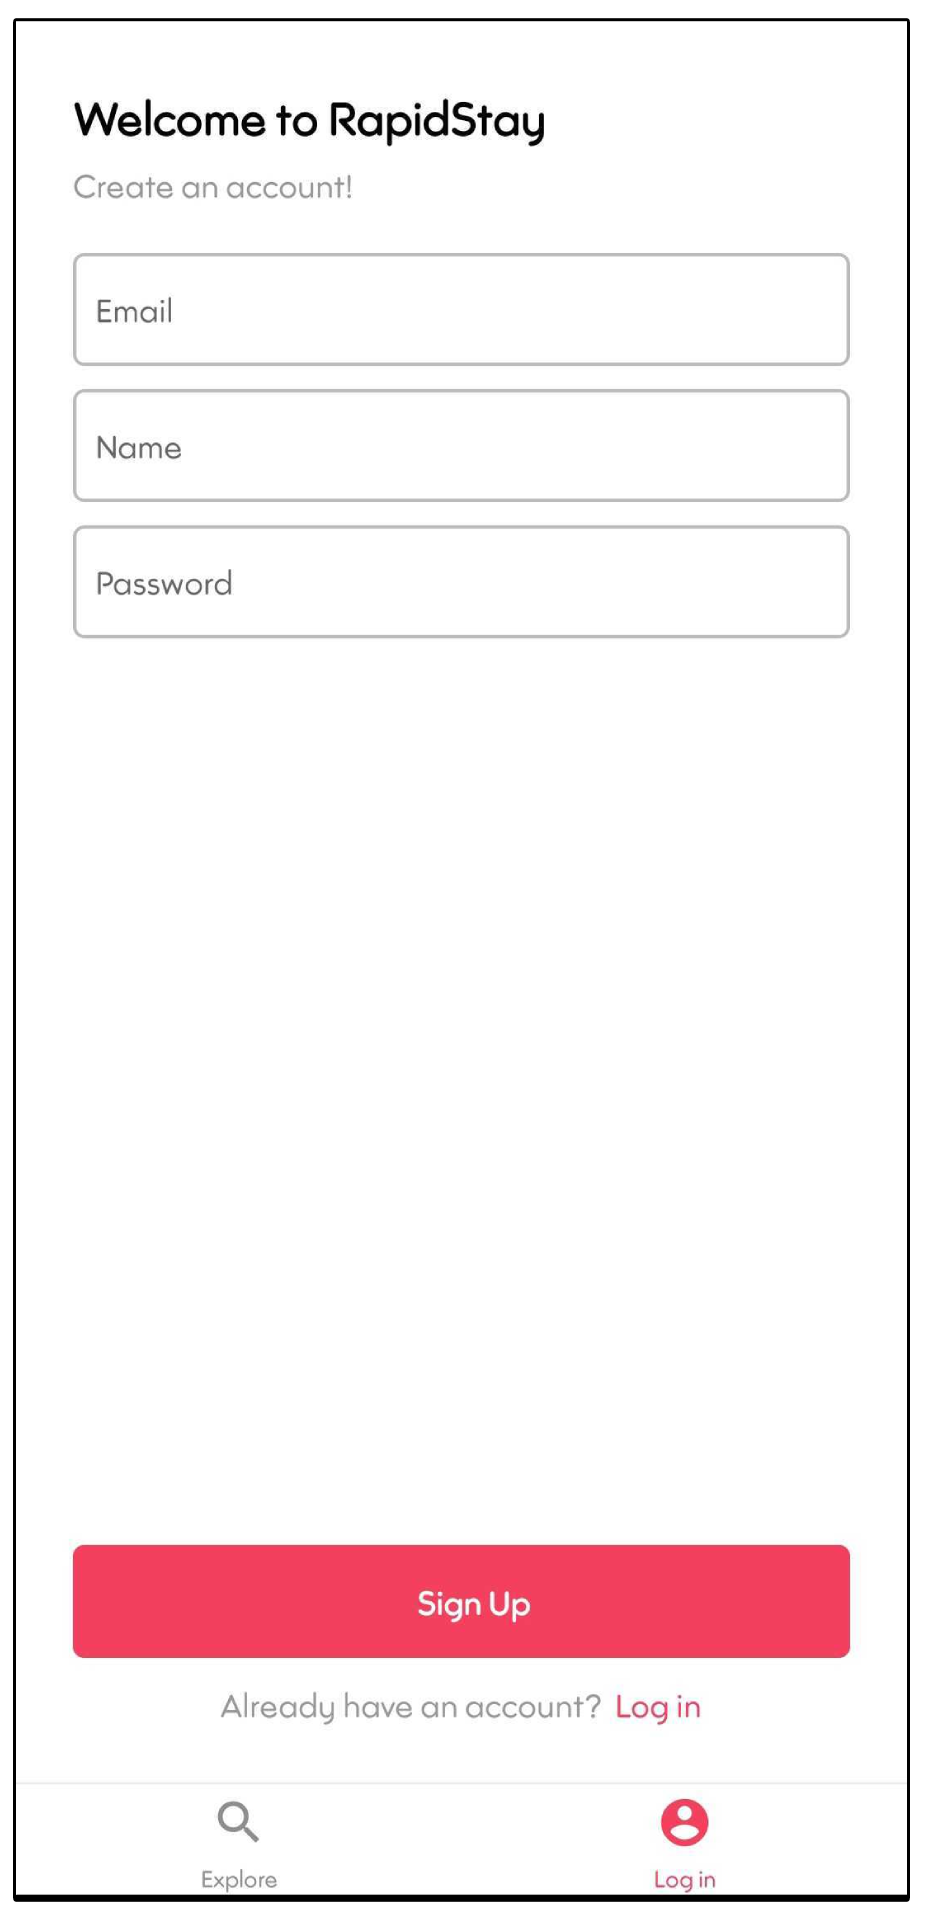 Welcome to RapidStay
Create an account!
Email
Name
Password
Sign Up
Already have an account? Log in
Explore
Log in